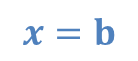 x = b